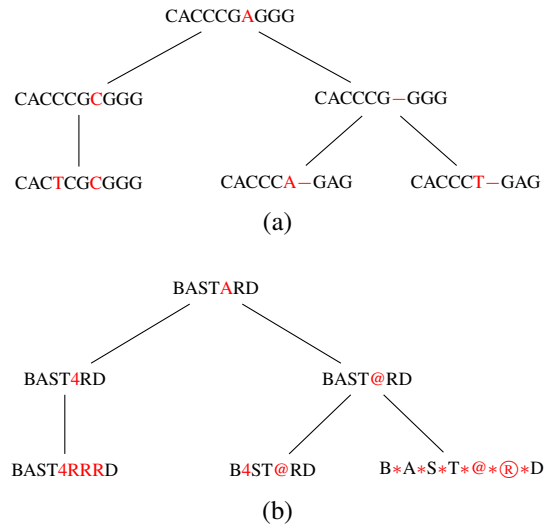 CACCCGAGGG
CACCCGCGGG CACCCG–GGG
CACTCGCGGG CACCCA–GAG CACCCT–GAG
(a)
BASTARD
BAST4RD BAST@RD
BAST4RRRD B4ST@RD B*A*S*T*@*Ⓡ*D
(b)